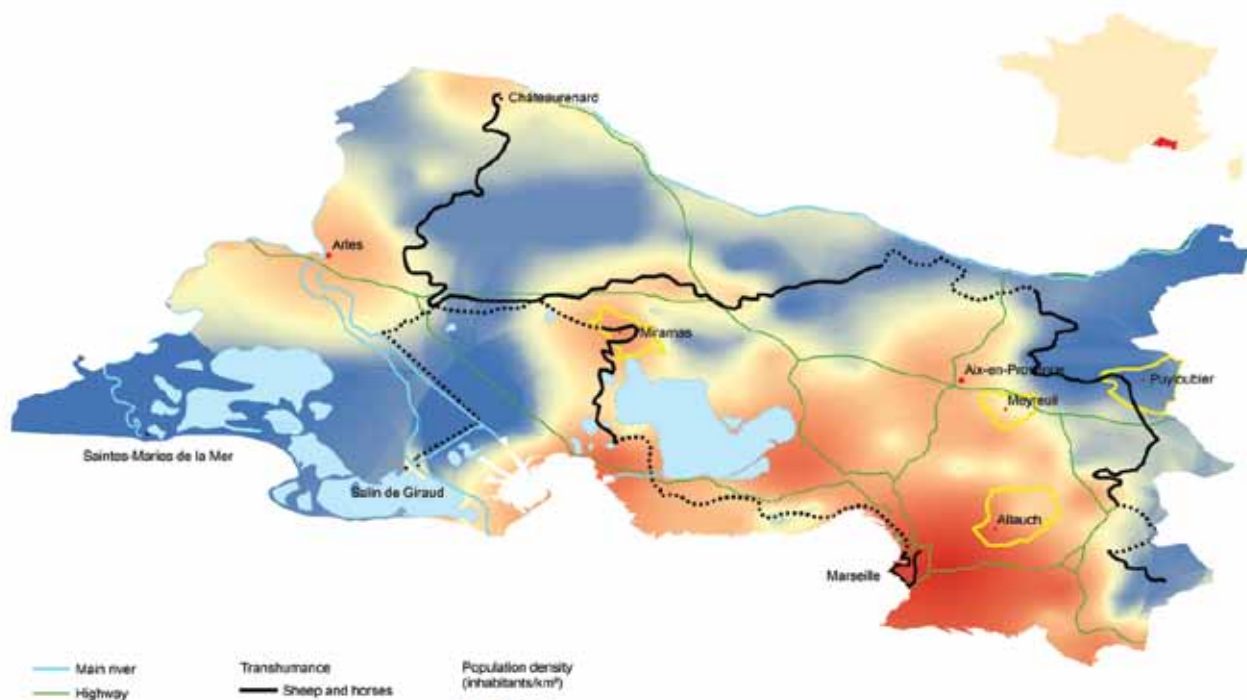 Châteaurenard
Arles
Miramas
Aix-en-Provence
Puyloubier
Meyreuil
Saintes-Maries de la Mer
Salin de Giraud
Allauch
Marseille
Main river
Highway
Transhumance
Sheep and horses
Population density
(inhabitants/km²)